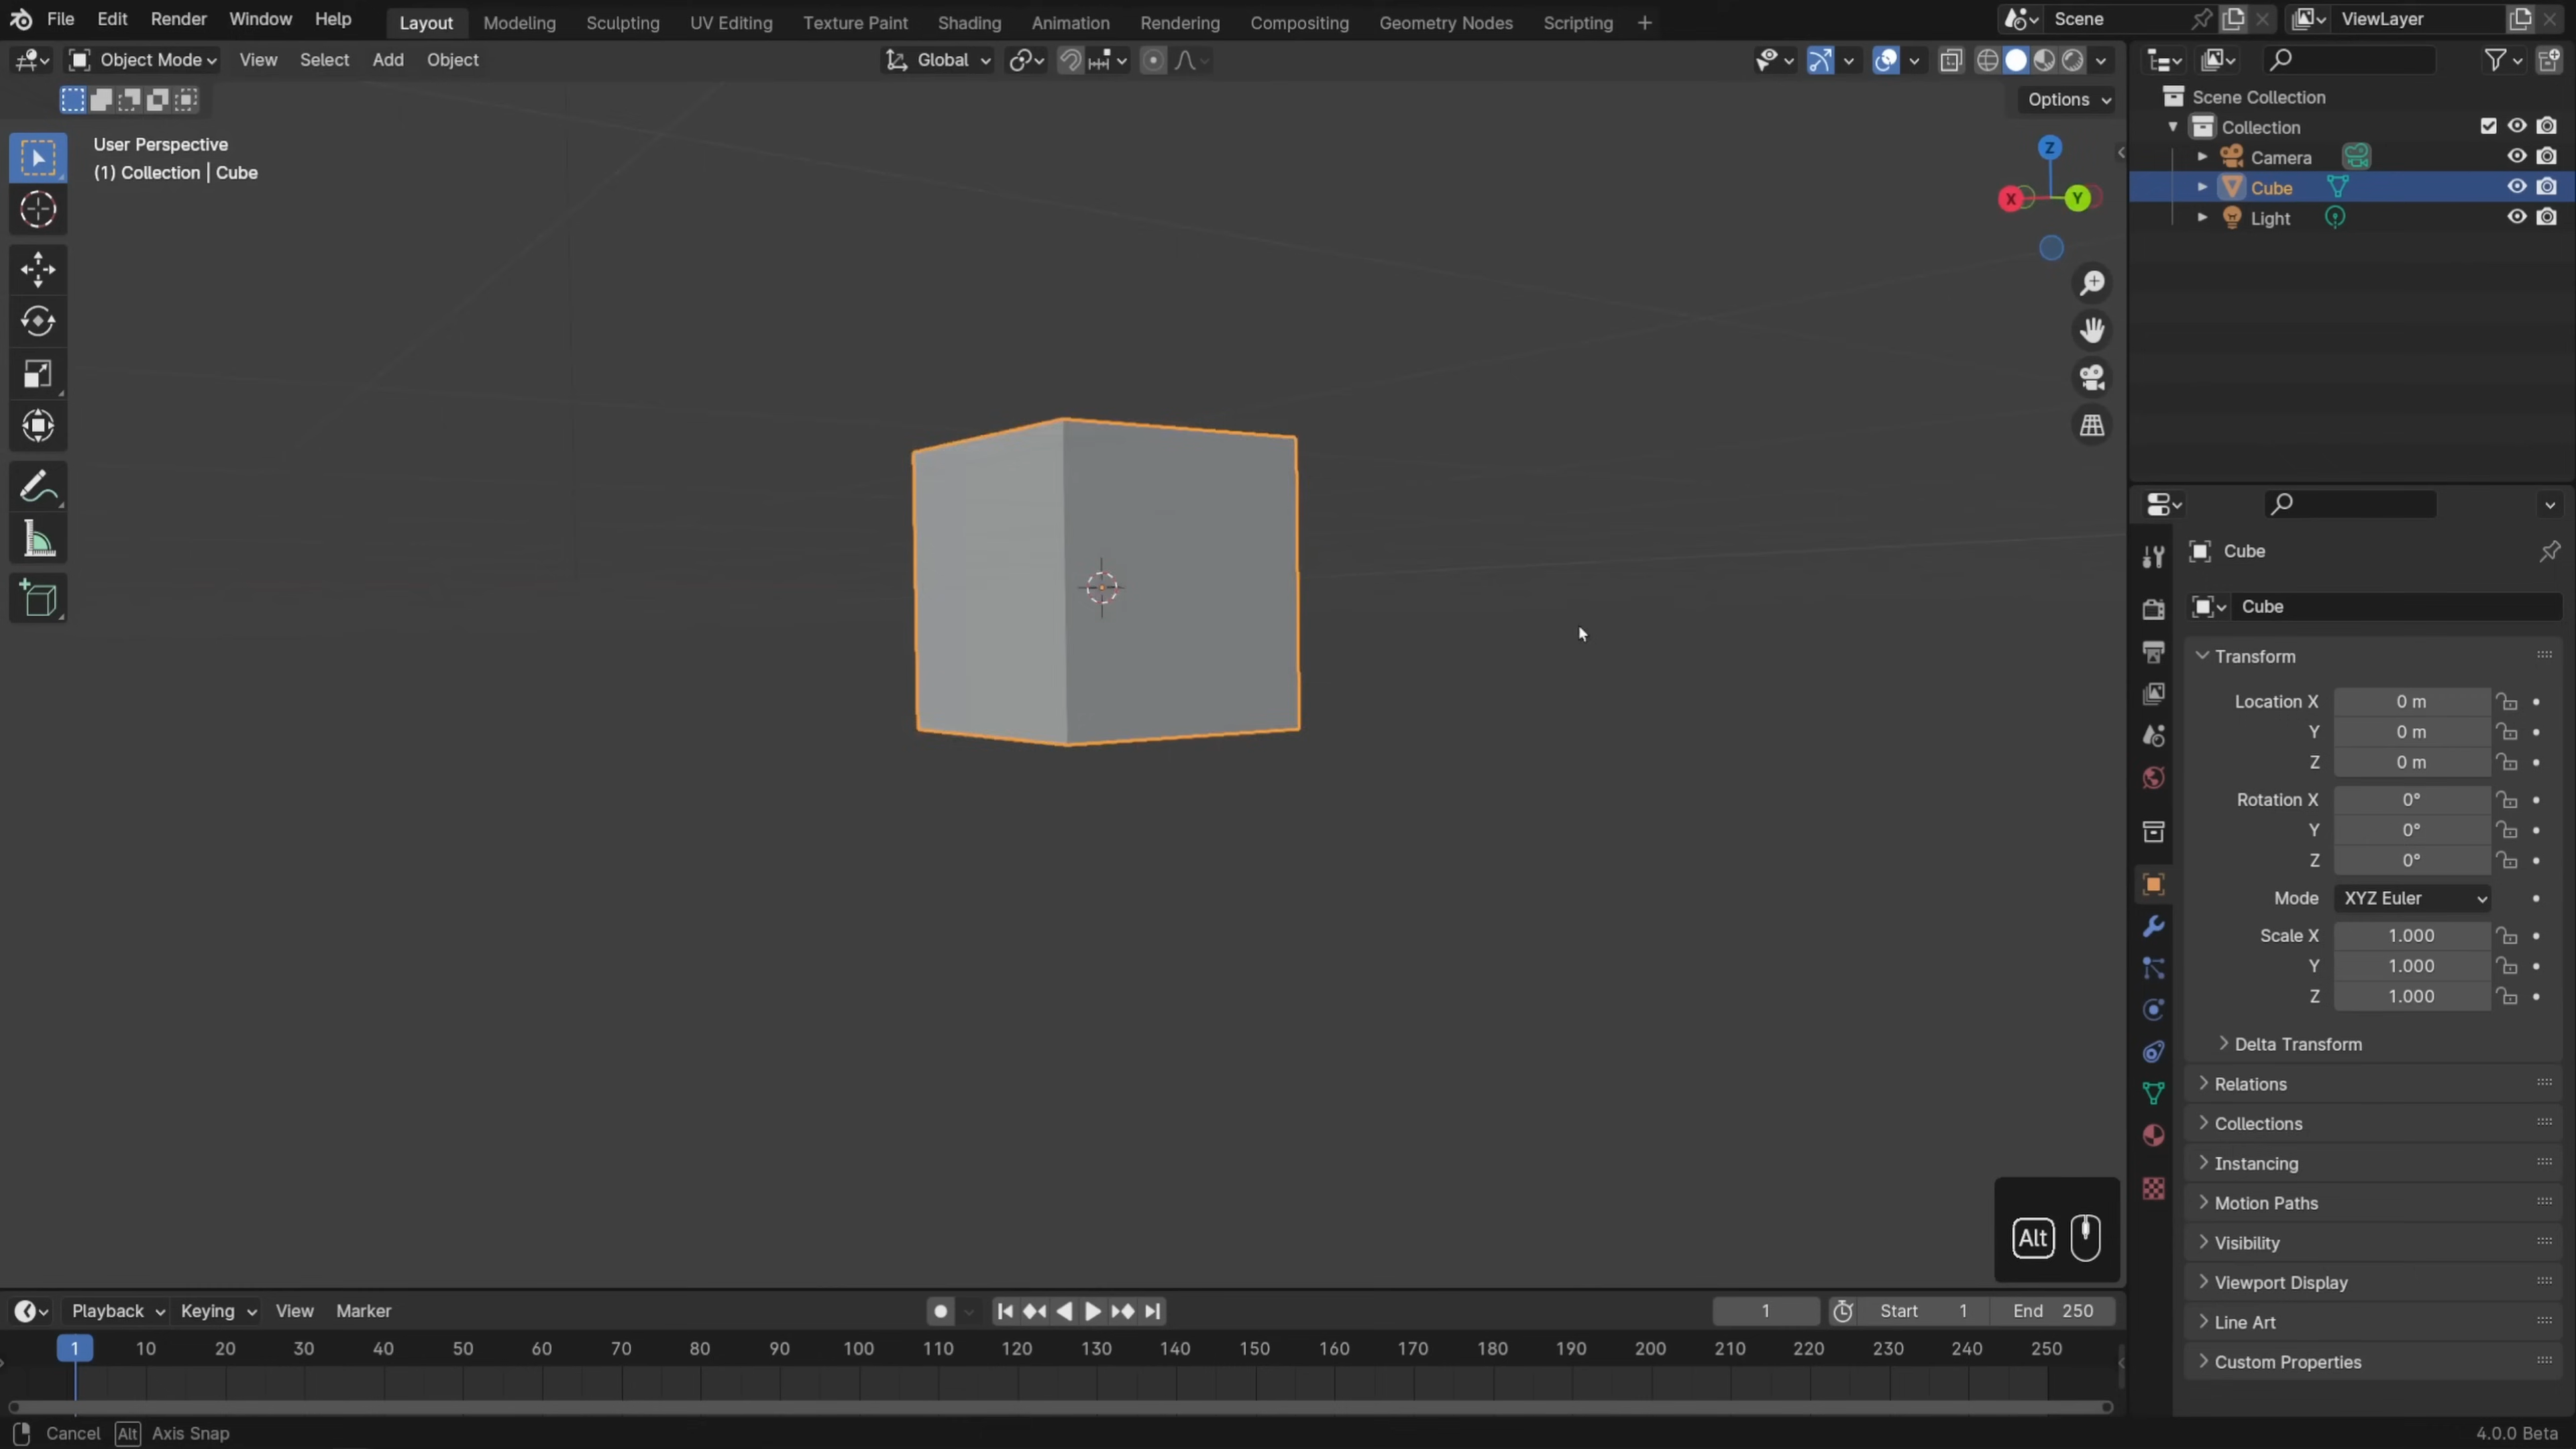 File Edit Render Window Help Layout Modeling Sculpting UV Editing Texture Paint Shading Animation Rendering Compositing Geometry Nodes Scripting + Scene ViewLayer
Object Mode View Select Add Object Global
Options
User Perspective
(1) Collection | Cube
Z
X Y
Scene Collection
Collection
Camera
Cube
Light
Cube
Cube
Transform
Location X 0 m
Y 0 m
Z 0 m
Rotation X 0°
Y 0°
Z 0°
Mode XYZ Euler
Scale X 1.000
Y 1.000
Z 1.000
Delta Transform
Relations
Collections
Instancing
Motion Paths
Visibility
Viewport Display
Line Art
Custom Properties
Alt
Playback Keying View Marker 1 Start 1 End 250
1 10 20 30 40 50 60 70 80 90 100 110 120 130 140 150 160 170 180 190 200 210 220 230 240 250
Cancel Alt Axis Snap 4.0.0 Beta